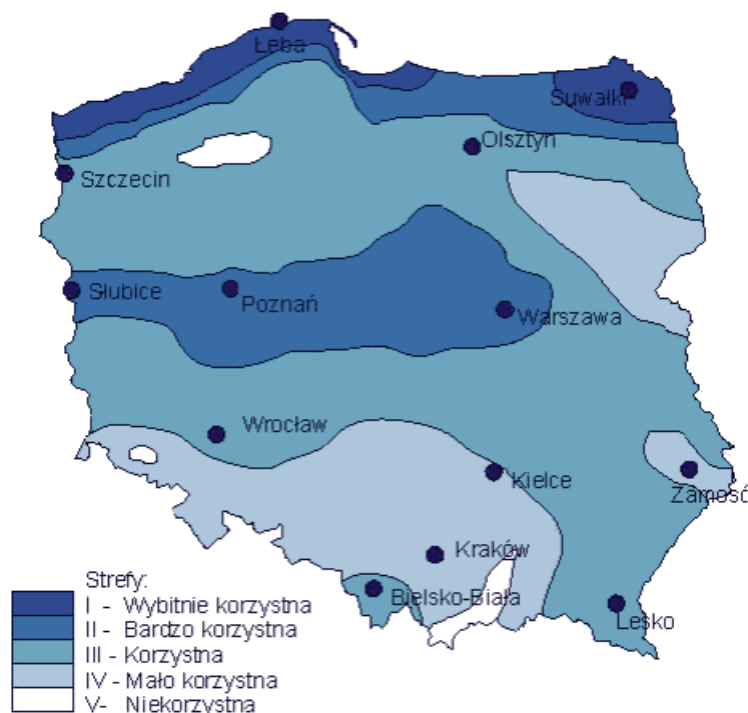 Łeba
Suwałki
Olsztyn
Szczecin
Słubice
Poznań
Warszawa
Wrocław
Kielce
Zamość
Kraków
Bielsko-Biała
Lesko
Strefy:
I - Wybitnie korzystna
II - Bardzo korzystna
III - Korzystna
IV - Mało korzystna
V- Niekorzystna